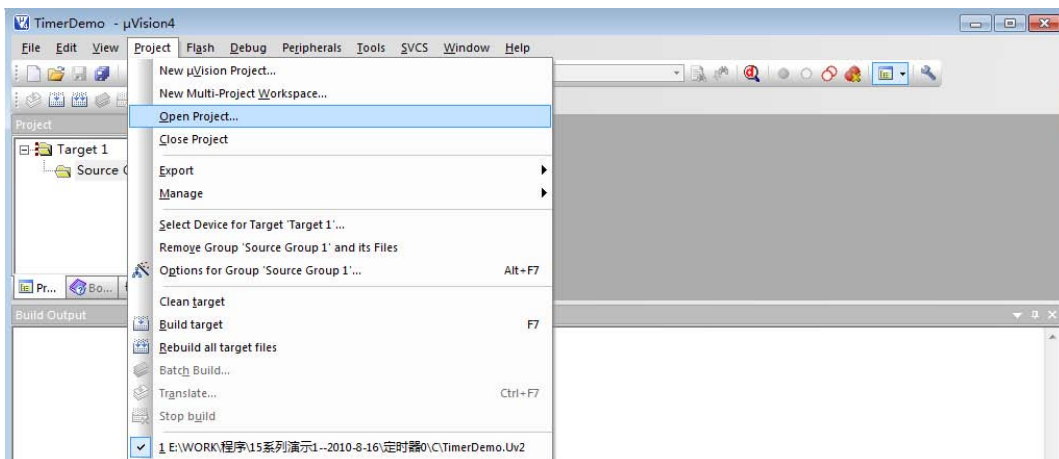 TimerDemo - µVision4
File Edit View Project Flash Debug Peripherals Tools SVCS Window Help
New µVision Project...
New Multi-Project Workspace...
Project
Open Project...
Close Project
Target 1
Source
Export
Manage
Select Device for Target 'Target 1'...
Remove Group 'Source Group 1' and its Files
Options for Group 'Source Group 1'... Alt+F7
Pr... Bo...
Clean target
Build Output
Build target F7
Rebuild all target files
Batch Build...
Translate... Ctrl+F7
Stop build
1 E:\WORK\程序\15系列演示1--2010-8-16\定时器0\C\TimerDemo.Uv2